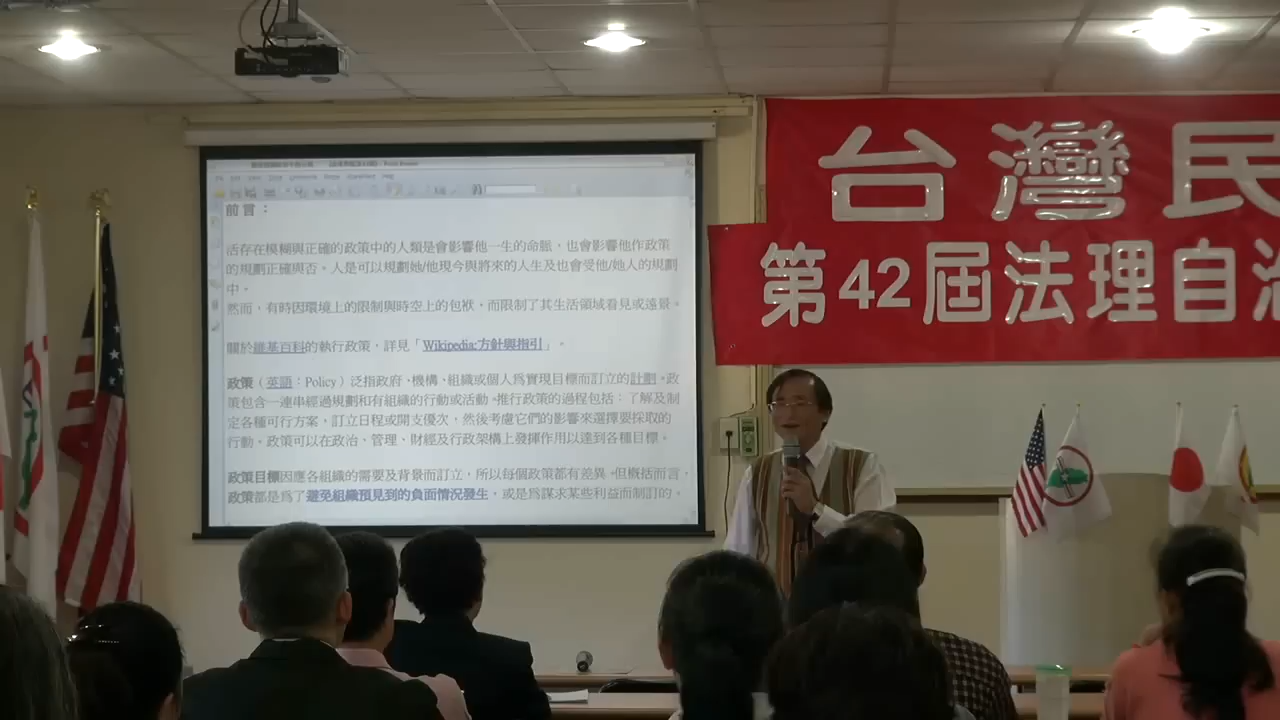 前言：
活存在模糊與正確的政策中的人類是會影響他一生的命脈，也會影響他作政策
的規劃正確與否。人是可以規劃她/他現今與將來的人生及也會受他/她人的規劃
中。
然而，有時因環境上的限制與時空上的包袱，而限制了其生活領域看見或遠景。
關於維基百科的執行政策，詳見「Wikipedia:方針與指引」。
政策（英語：Policy）泛指政府、機構、組織或個人為實現目標而訂立的計劃。政
策包含一連串經過規劃和有組織的行動或活動。推行政策的過程包括：了解及制
定各種可行方案，訂立日程或開支優次，然後考慮它們的影響來選擇要採取的
行動。政策可以在政治、管理、財經及行政架構上發揮作用以達到各種目標。
政策目標因應各組織的需要及背景而訂立，所以每個政策都有差異。但概括而言，
政策都是為了避免組織預見到的負面情況發生，或是為謀求某些利益而制訂的。
台灣民
第42屆法理自治